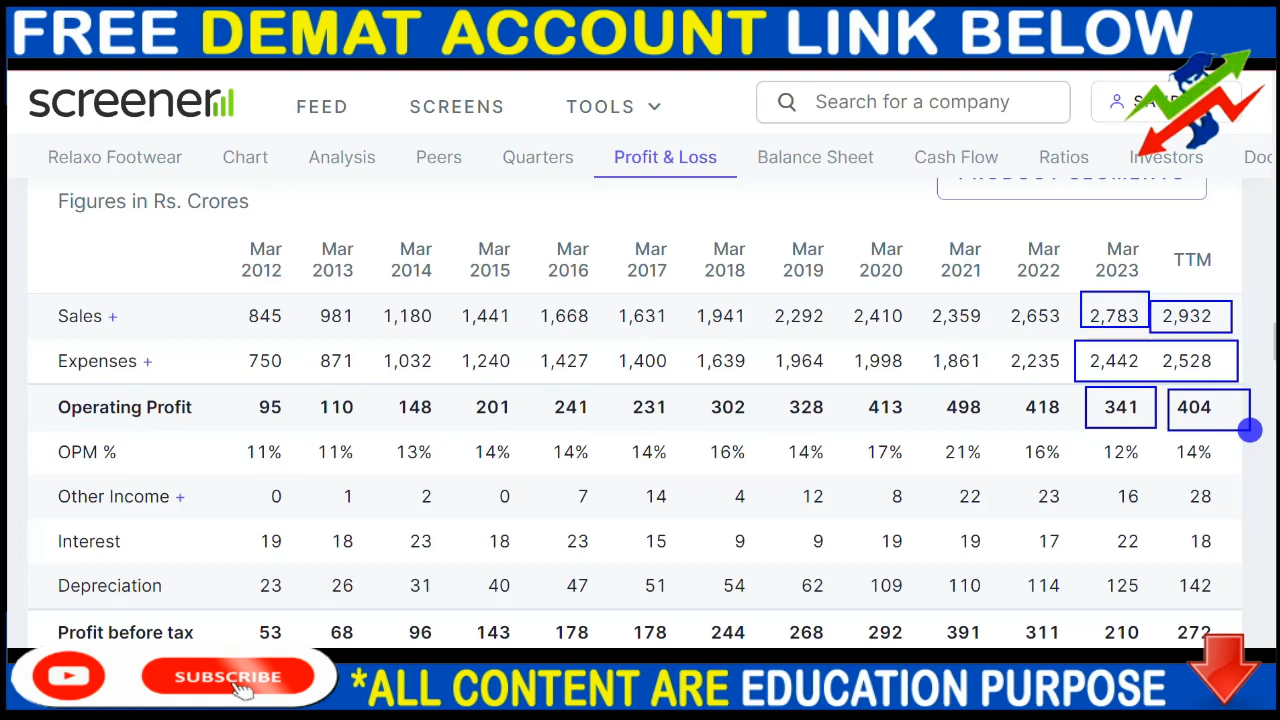 FREE DEMAT ACCOUNT LINK BELOW
screener FEED SCREENS TOOLS Search for a company
Relaxo Footwear Chart Analysis Peers Quarters Profit & Loss Balance Sheet Cash Flow Ratios Investors
PRODUCT SEGMENTS
Figures in Rs. Crores
Mar 2012 Mar 2013 Mar 2014 Mar 2015 Mar 2016 Mar 2017 Mar 2018 Mar 2019 Mar 2020 Mar 2021 Mar 2022 Mar 2023 TTM
Sales + 845 981 1,180 1,441 1,668 1,631 1,941 2,292 2,410 2,359 2,653 2,783 2,932
Expenses + 750 871 1,032 1,240 1,427 1,400 1,639 1,964 1,998 1,861 2,235 2,442 2,528
Operating Profit 95 110 148 201 241 231 302 328 413 498 418 341 404
OPM % 11% 11% 13% 14% 14% 14% 16% 14% 17% 21% 16% 12% 14%
Other Income + 0 1 2 0 7 14 4 12 8 22 23 16 28
Interest 19 18 23 18 23 15 9 9 19 19 17 22 18
Depreciation 23 26 31 40 47 51 54 62 109 110 114 125 142
Profit before tax 53 68 96 143 178 178 244 268 292 391 311 210 272
SUBSCRIBE
*ALL CONTENT ARE EDUCATION PURPOSE